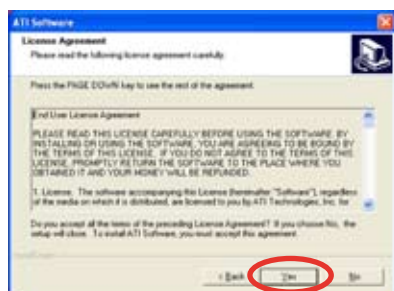 ATI Software
License Agreement
Please read the following license agreement carefully.
Press the PAGE DOWN key to see the rest of the agreement.
End User License Agreement
PLEASE READ THIS LICENSE CAREFULLY BEFORE USING THE SOFTWARE. BY
INSTALLING OR USING THE SOFTWARE, YOU ARE AGREEING TO BE BOUND BY
THE TERMS OF THIS LICENSE. IF YOU DO NOT AGREE TO THE TERMS OF THIS
LICENSE, PROMPTLY RETURN THE SOFTWARE TO THE PLACE WHERE YOU
OBTAINED IT AND YOUR MONEY WILL BE REFUNDED.
1. License. The software accompanying this License (hereinafter "Software"), regardless
of the media on which it is distributed, are licensed to you by ATI Technologies, Inc. for
Do you accept all the terms of the preceding License Agreement? If you choose No, the
setup will close. To install ATI Software, you must accept this agreement.
< Back
Yes
No